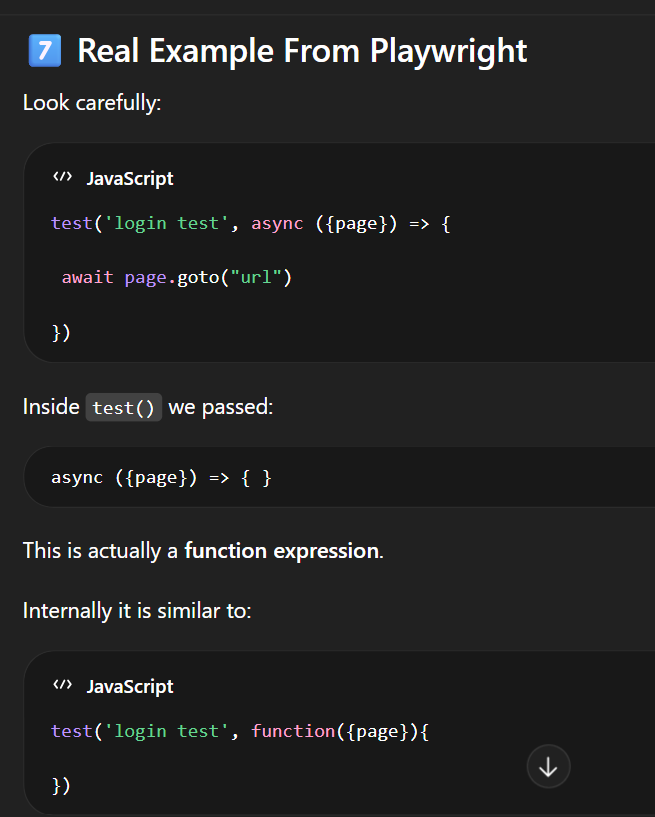 7 Real Example From Playwright
Look carefully:
</> JavaScript
test('login test', async ({page}) => {
await page.goto("url")
})
Inside test() we passed:
async ({page}) => { }
This is actually a function expression.
Internally it is similar to:
</> JavaScript
test('login test', function({page}){
})